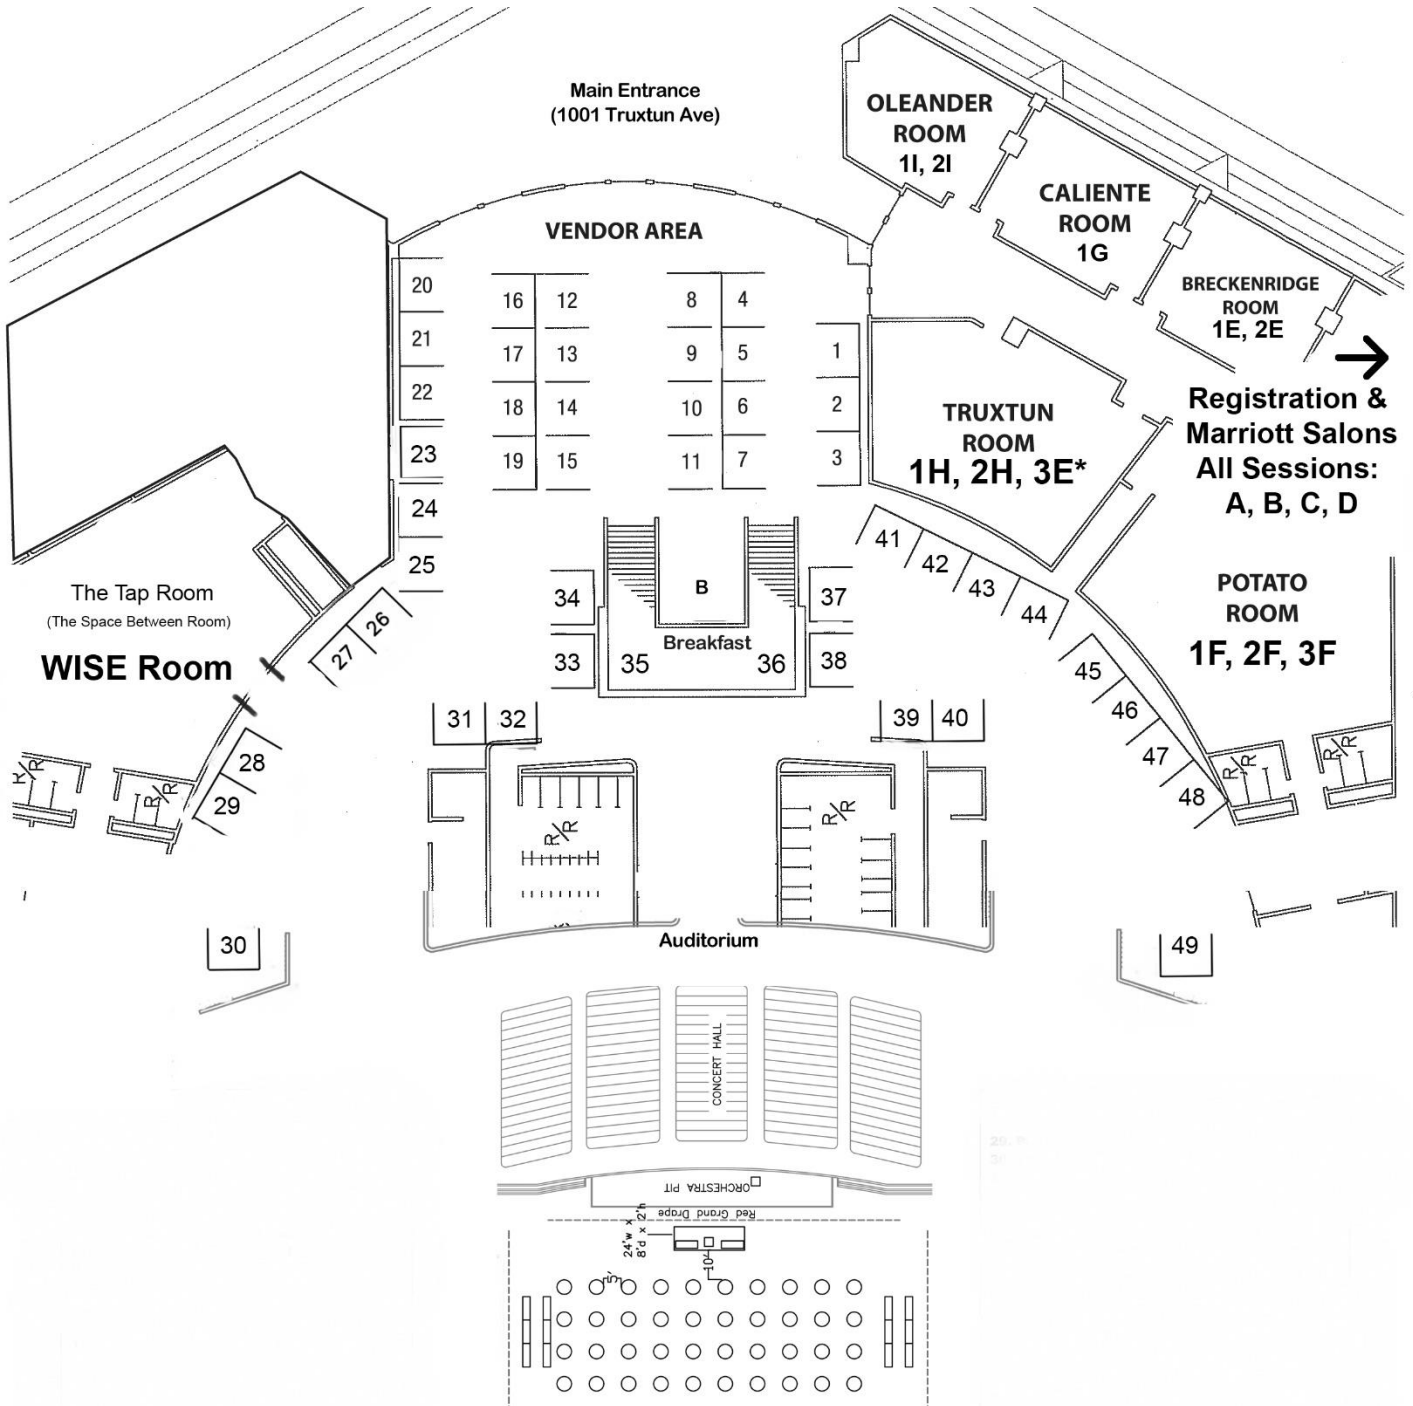 Main Entrance
(1001 Truxtun Ave)
OLEANDER
ROOM
1I, 2I
CALIENTE
ROOM
1G
BRECKENRIDGE
ROOM
1E, 2E
VENDOR AREA
20
21
22
23
24
25
16 12
17 13
18 14
19 15
8 4
9 5
10 6
11 7
1
2
3
TRUXTUN
ROOM
1H, 2H, 3E*
Registration &
Marriott Salons
All Sessions:
A, B, C, D
POTATO
ROOM
1F, 2F, 3F
The Tap Room
(The Space Between Room)
WISE Room
26
27
28
29
30
31 32
34
33
B
Breakfast
35 36
37
38
39 40
41
42
43
44
45
46
47
48
49
R/R
R/R
R/R
R/R
R/R
R/R
Auditorium
CONCERT HALL
ORCHESTRA PIT
Red Grand Drape
24'w x
8'd x 2'h
10'
5'